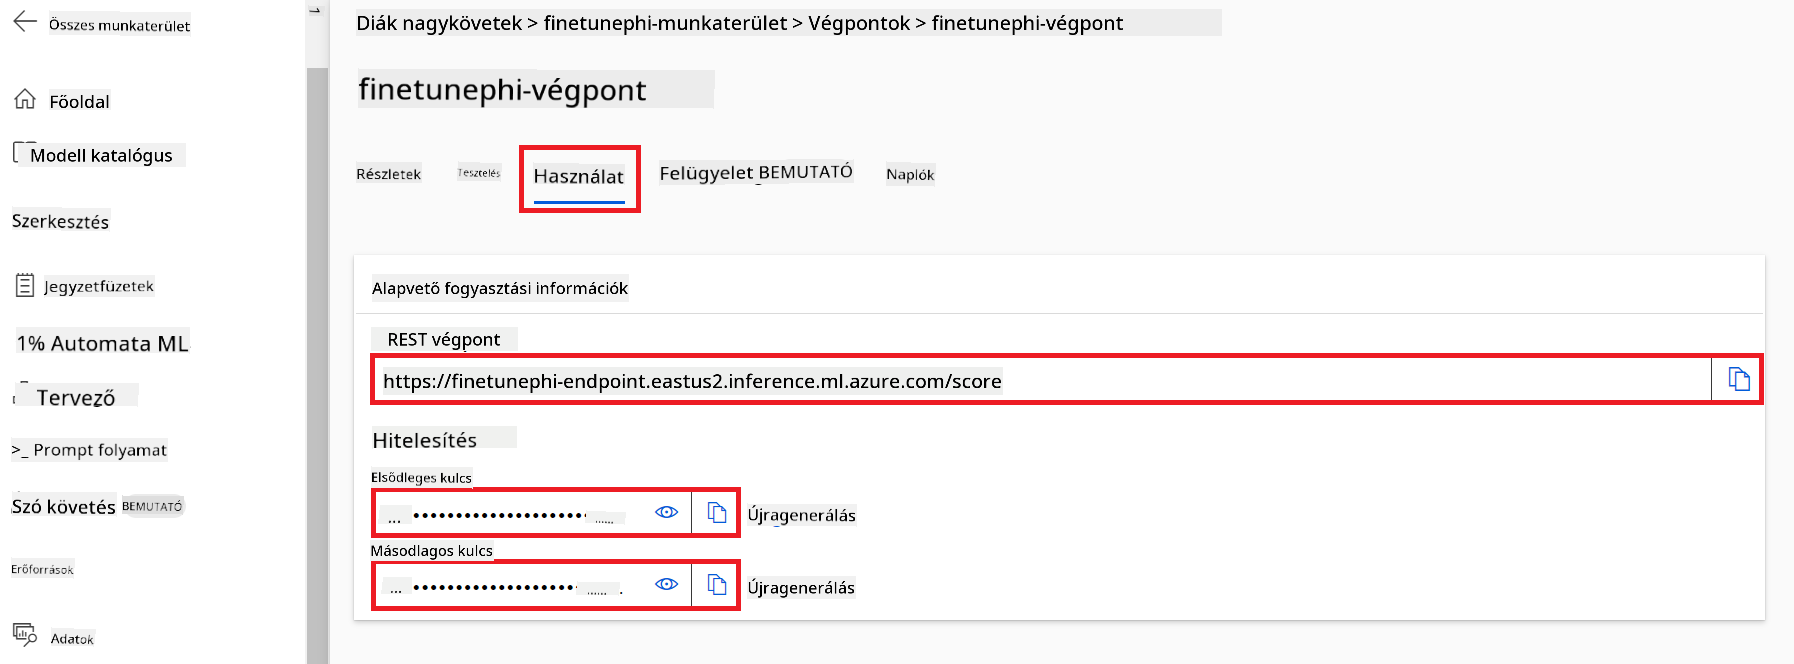 Összes munkaterület
Főoldal
Modell katalógus
Szerkesztés
Jegyzetfüzetek
1% Automata ML
Tervező
>_ Prompt folyamat
Szó követés BEMUTATÓ
Erőforrások
Adatok
Diák nagykövetek > finetunephi-munkaterület > Végpontok > finetunephi-végpont
finetunephi-végpont
Részletek Tesztelés Használat Felügyelet BEMUTATÓ Naplók
Alapvető fogyasztási információk
REST végpont
https://finetunephi-endpoint.eastus2.inference.ml.azure.com/score
Hitelesítés
Elsődleges kulcs
Újragenerálás
Másodlagos kulcs
Újragenerálás